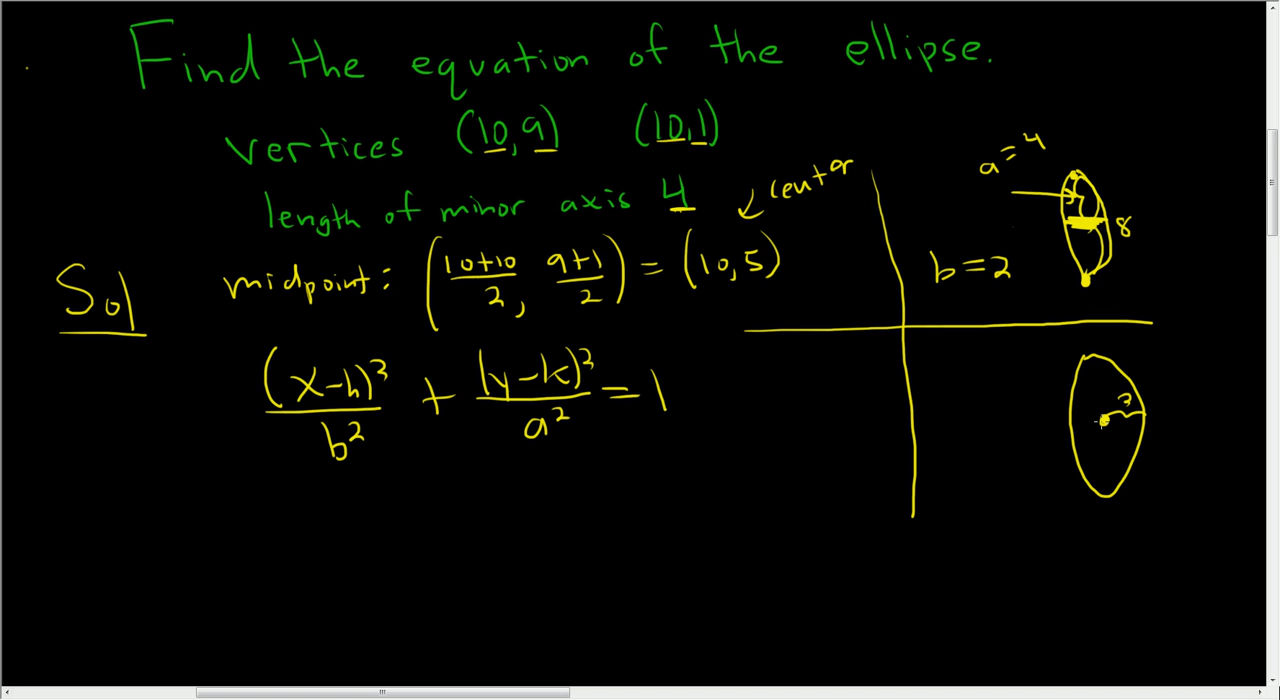 Find the equation of the ellipse.
vertices (10,9) (10,1)
length of minor axis 4
center
Sol midpoint: (10+10/2, 9+1/2) = (10,5)
(x-h)²/b² + (y-k)²/a² = 1
a=4
8
b=2
2